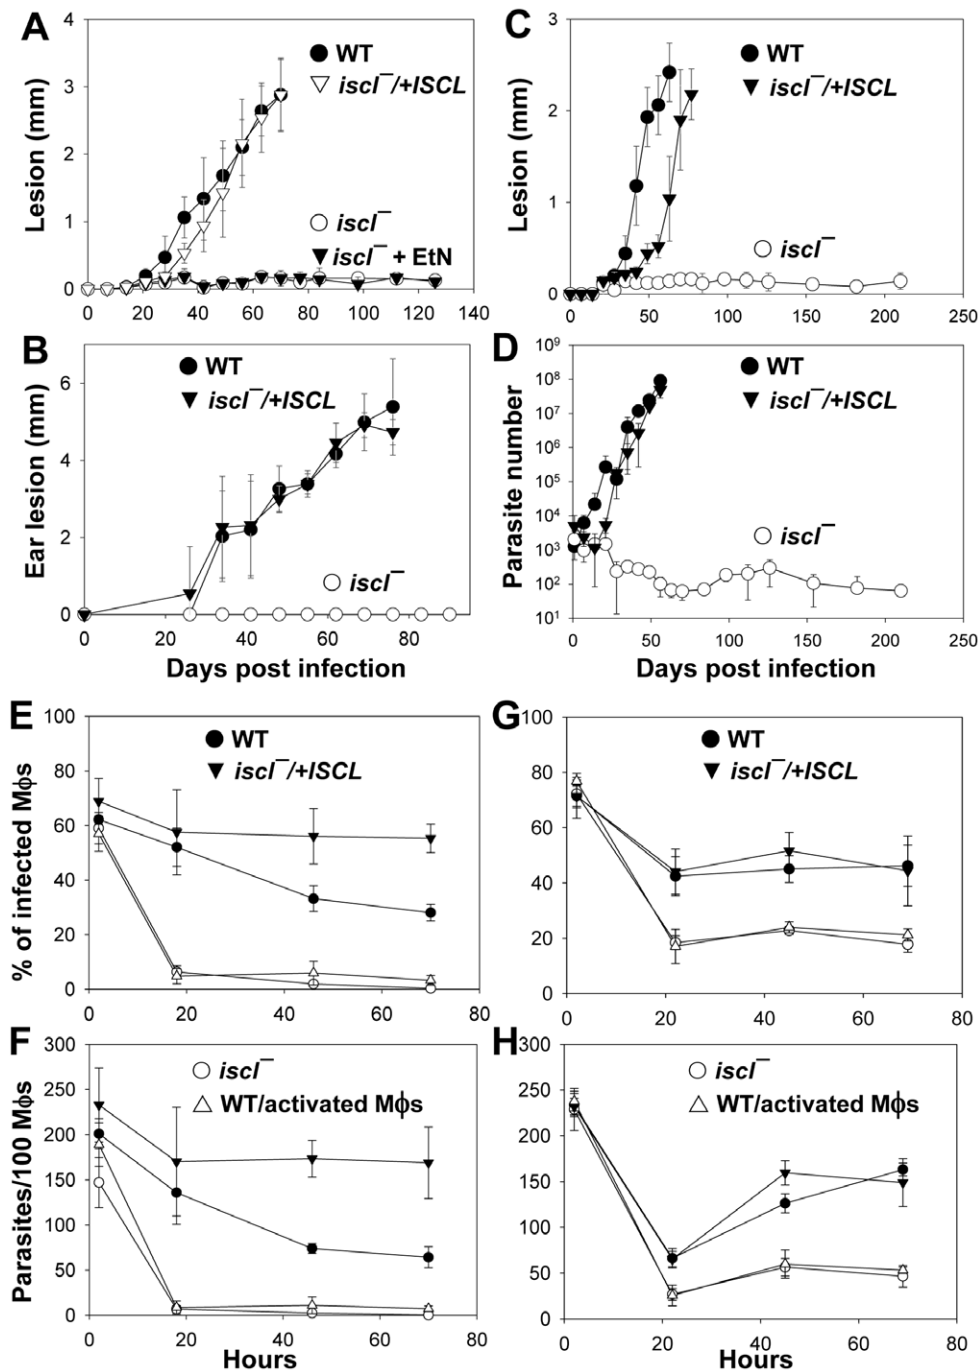 A
Lesion (mm)
4
3
2
1
0
WT
iscl⁻/+ISCL
iscl⁻
iscl⁻ + EtN
0 20 40 60 80 100 120 140
C
Lesion (mm)
3
2
1
0
WT
iscl⁻/+ISCL
iscl⁻
0 50 100 150 200 250
B
Ear lesion (mm)
6
4
2
0
WT
iscl⁻/+ISCL
iscl⁻
0 20 40 60 80
Days post infection
D
Parasite number
10⁹
10⁸
10⁷
10⁶
10⁵
10⁴
10³
10²
10¹
WT
iscl⁻/+ISCL
iscl⁻
0 50 100 150 200 250
Days post infection
E
% of infected Mϕs
100
80
60
40
20
0
WT
iscl⁻/+ISCL
0 20 40 60 80
G
100
80
60
40
20
0
WT
iscl⁻/+ISCL
0 20 40 60 80
F
Parasites/100 Mϕs
300
250
200
150
100
50
0
iscl⁻
WT/activated Mϕs
0 20 40 60 80
Hours
H
300
250
200
150
100
50
0
iscl⁻
WT/activated Mϕs
0 20 40 60 80
Hours